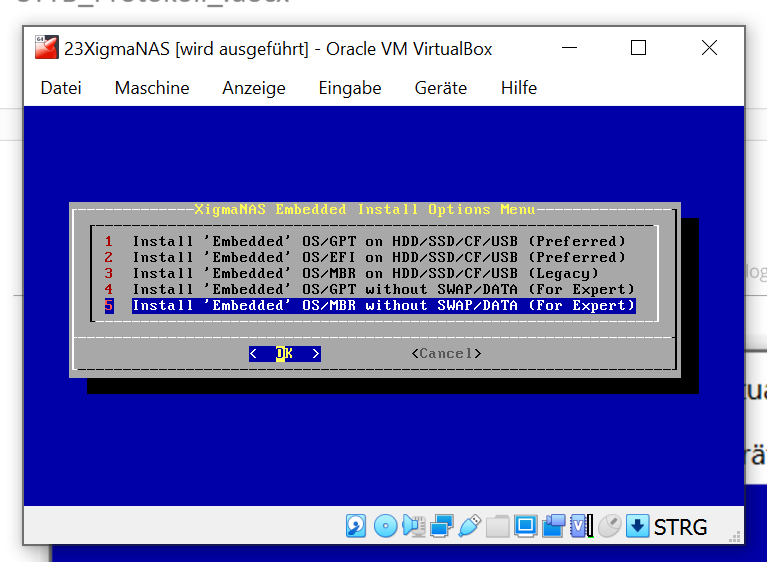 23XigmaNAS [wird ausgeführt] - Oracle VM VirtualBox
Datei Maschine Anzeige Eingabe Geräte Hilfe
XigmaNAS Embedded Install Options Menu
1 Install 'Embedded' OS/GPT on HDD/SSD/CF/USB (Preferred)
2 Install 'Embedded' OS/EFI on HDD/SSD/CF/USB (Preferred)
3 Install 'Embedded' OS/MBR on HDD/SSD/CF/USB (Legacy)
4 Install 'Embedded' OS/GPT without SWAP/DATA (For Expert)
5 Install 'Embedded' OS/MBR without SWAP/DATA (For Expert)
< OK > <Cancel>
STRG